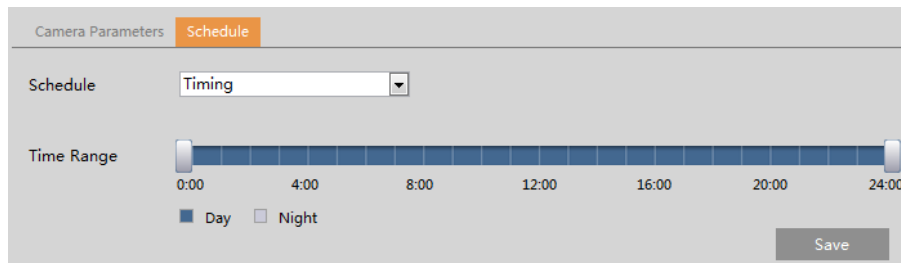 Camera Parameters Schedule
Schedule Timing
Time Range
0:00 4:00 8:00 12:00 16:00 20:00 24:00
Day Night
Save